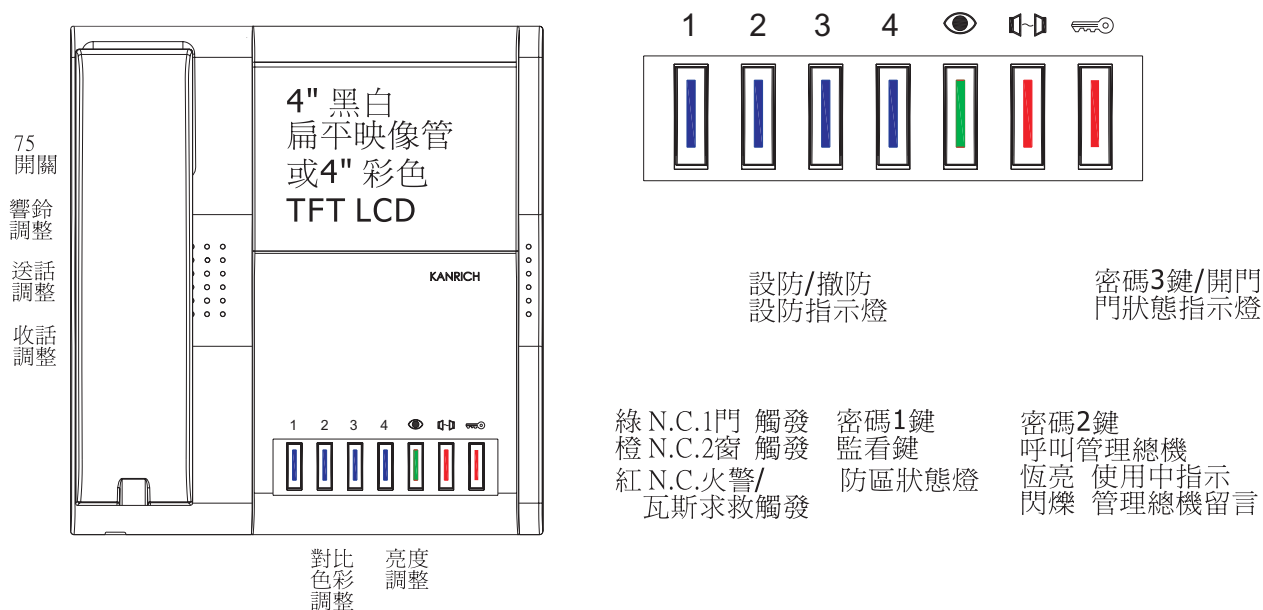 75
開關
響鈴
調整
送話
調整
收話
調整
4" 黑白
扁平映像管
或4" 彩色
TFT LCD
KANRICH
1 2 3 4
對比
色彩
調整
亮度
調整
1 2 3 4
設防/撤防
設防指示燈
密碼3鍵/開門
門狀態指示燈
綠 N.C.1門 觸發
橙 N.C.2窗 觸發
紅 N.C.火警/
瓦斯求救觸發
密碼1鍵
監看鍵
防區狀態燈
密碼2鍵
呼叫管理總機
恆亮 使用中指示
閃爍 管理總機留言